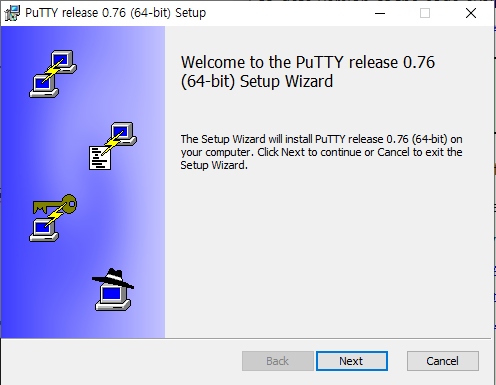 PuTTY release 0.76 (64-bit) Setup
Welcome to the PuTTY release 0.76
(64-bit) Setup Wizard
The Setup Wizard will install PuTTY release 0.76 (64-bit) on
your computer. Click Next to continue or Cancel to exit the
Setup Wizard.
Back Next Cancel